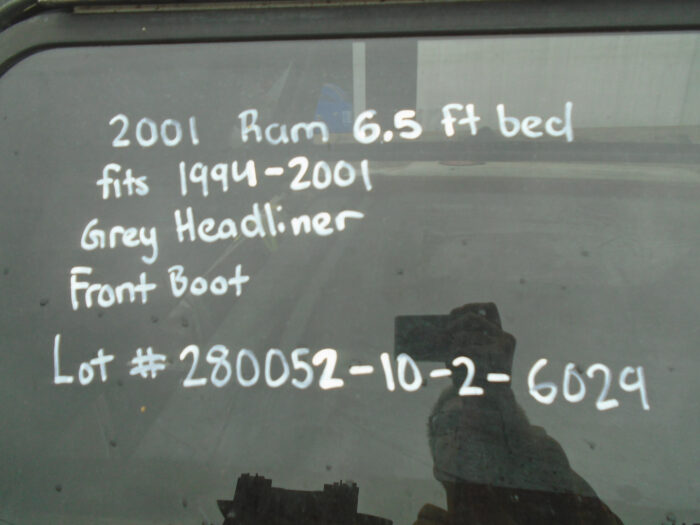 2001 Ram 6.5 ft bed
fits 1994-2001
Grey Headliner
Front Boot
Lot # 280052-10-2-6029